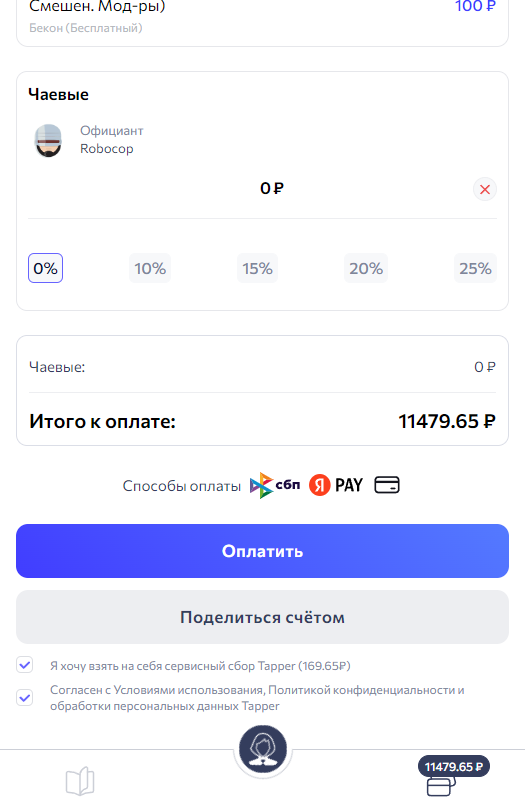 Смешен. Мод-ры)
100 ₽
Бекон (Бесплатный)
Чаевые
Официант
Robocop
0 ₽
0%
10%
15%
20%
25%
Чаевые:
0 ₽
Итого к оплате:
11479.65 ₽
Способы оплаты
сбп
Я PAY
Оплатить
Поделиться счётом
Я хочу взять на себя сервисный сбор Tapper (169.65₽)
Согласен с Условиями использования, Политикой конфиденциальности и
обработки персональных данных Tapper
11479.65 ₽